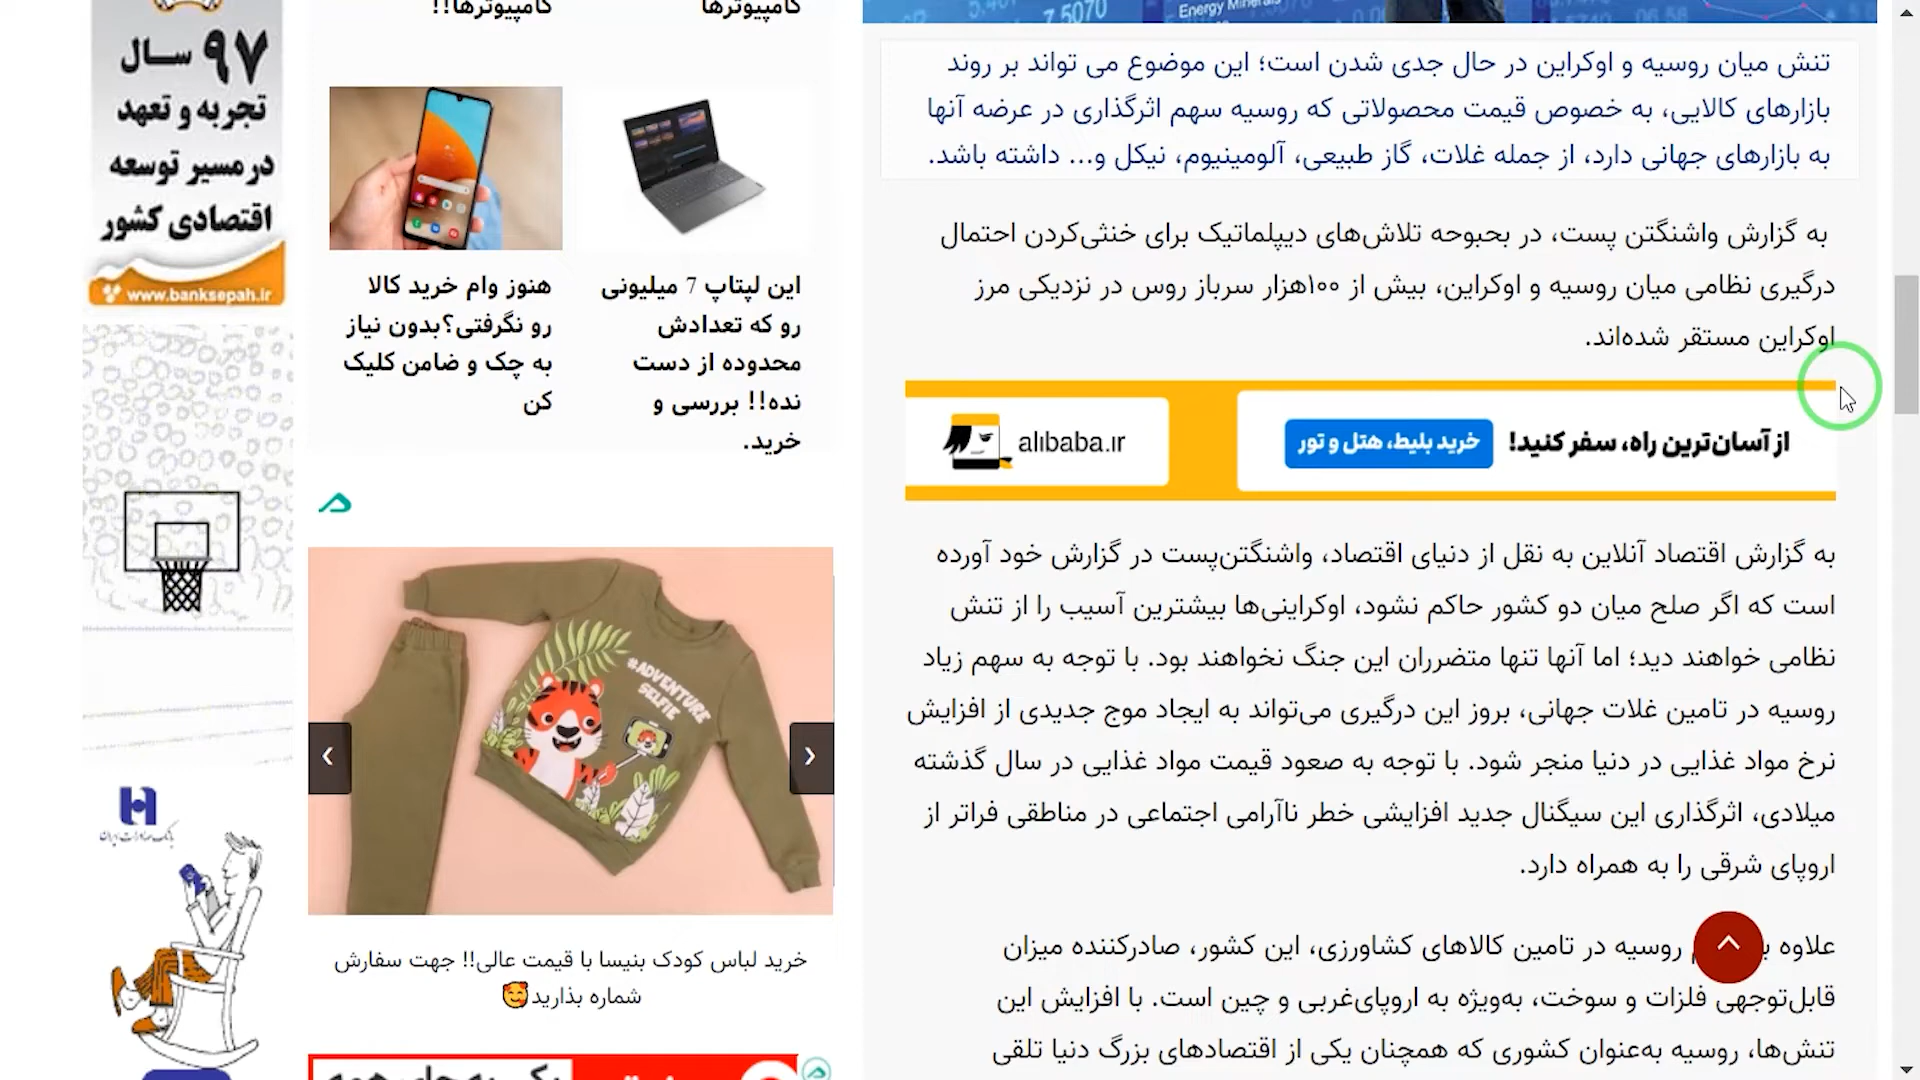 Energy Minerals
7.5070
تنش میان روسیه و اوکراین در حال جدی شدن است؛ این موضوع می تواند بر روند
بازارهای کالایی، به خصوص قیمت محصولاتی که روسیه سهم اثرگذاری در عرضه آنها
به بازارهای جهانی دارد، از جمله غلات، گاز طبیعی، آلومینیوم، نیکل و... داشته باشد.
به گزارش واشنگتن پست، در بحبوحه تلاش‌های دیپلماتیک برای خنثی‌کردن احتمال
درگیری نظامی میان روسیه و اوکراین، بیش از ۱۰۰هزار سرباز روس در نزدیکی مرز
اوکراین مستقر شده‌اند.
از آسان‌ترین راه، سفر کنید!
خرید بلیط، هتل و تور
alibaba.ir
به گزارش اقتصاد آنلاین به نقل از دنیای اقتصاد، واشنگتن‌پست در گزارش خود آورده
است که اگر صلح میان دو کشور حاکم نشود، اوکراینی‌ها بیشترین آسیب را از تنش
نظامی خواهند دید؛ اما آنها تنها متضرران این جنگ نخواهند بود. با توجه به سهم زیاد
روسیه در تامین غلات جهانی، بروز این درگیری می‌تواند به ایجاد موج جدیدی از افزایش
نرخ مواد غذایی در دنیا منجر شود. با توجه به صعود قیمت مواد غذایی در سال گذشته
میلادی، اثرگذاری این سیگنال جدید افزایشی خطر ناآرامی اجتماعی در مناطقی فراتر از
اروپای شرقی را به همراه دارد.
علاوه روسیه در تامین کالاهای کشاورزی، این کشور، صادرکننده میزان
قابل‌توجهی فلزات و سوخت، به‌ویژه به اروپای‌غربی و چین است. با افزایش این
تنش‌ها، روسیه به‌عنوان کشوری که همچنان یکی از اقتصادهای بزرگ دنیا تلقی
کامپیوترها
کامپیوترها!!
این لپتاپ 7 میلیونی
رو که تعدادش
محدوده از دست
نده!! بررسی و
خرید.
هنوز وام خرید کالا
رو نگرفتی؟بدون نیاز
به چک و ضامن کلیک
کن
#ADVENTURE
SELFIE
خرید لباس کودک بنیسا با قیمت عالی!! جهت سفارش
شماره بذارید
۹۷ سال
تجربه و تعهد
در مسیر توسعه
اقتصادی کشور
www.banksepah.ir
بانک صادرات ایران